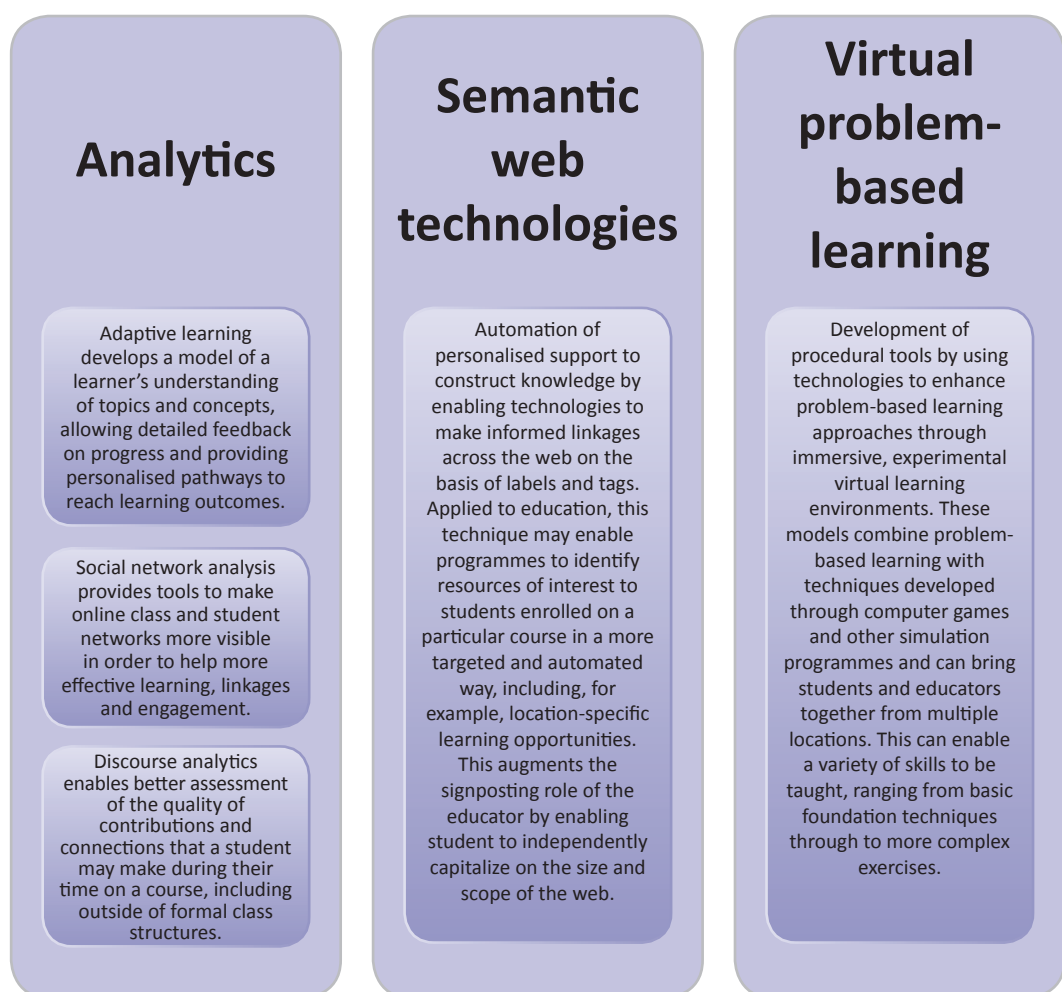 Analytics
Adaptive learning
develops a model of a
learner's understanding
of topics and concepts,
allowing detailed feedback
on progress and providing
personalised pathways to
reach learning outcomes.
Social network analysis
provides tools to make
online class and student
networks more visible
in order to help more
effective learning, linkages
and engagement.
Discourse analytics
enables better assessment
of the quality of
contributions and
connections that a student
may make during their
time on a course, including
outside of formal class
structures.
Semantic
web
technologies
Automation of
personalised support to
construct knowledge by
enabling technologies to
make informed linkages
across the web on the
basis of labels and tags.
Applied to education, this
technique may enable
programmes to identify
resources of interest to
students enrolled on a
particular course in a more
targeted and automated
way, including, for
example, location-specific
learning opportunities.
This augments the
signposting role of the
educator by enabling
student to independently
capitalize on the size and
scope of the web.
Virtual
problem-
based
learning
Development of
procedural tools by using
technologies to enhance
problem-based learning
approaches through
immersive, experimental
virtual learning
environments. These
models combine problem-
based learning with
techniques developed
through computer games
and other simulation
programmes and can bring
students and educators
together from multiple
locations. This can enable
a variety of skills to be
taught, ranging from basic
foundation techniques
through to more complex
exercises.